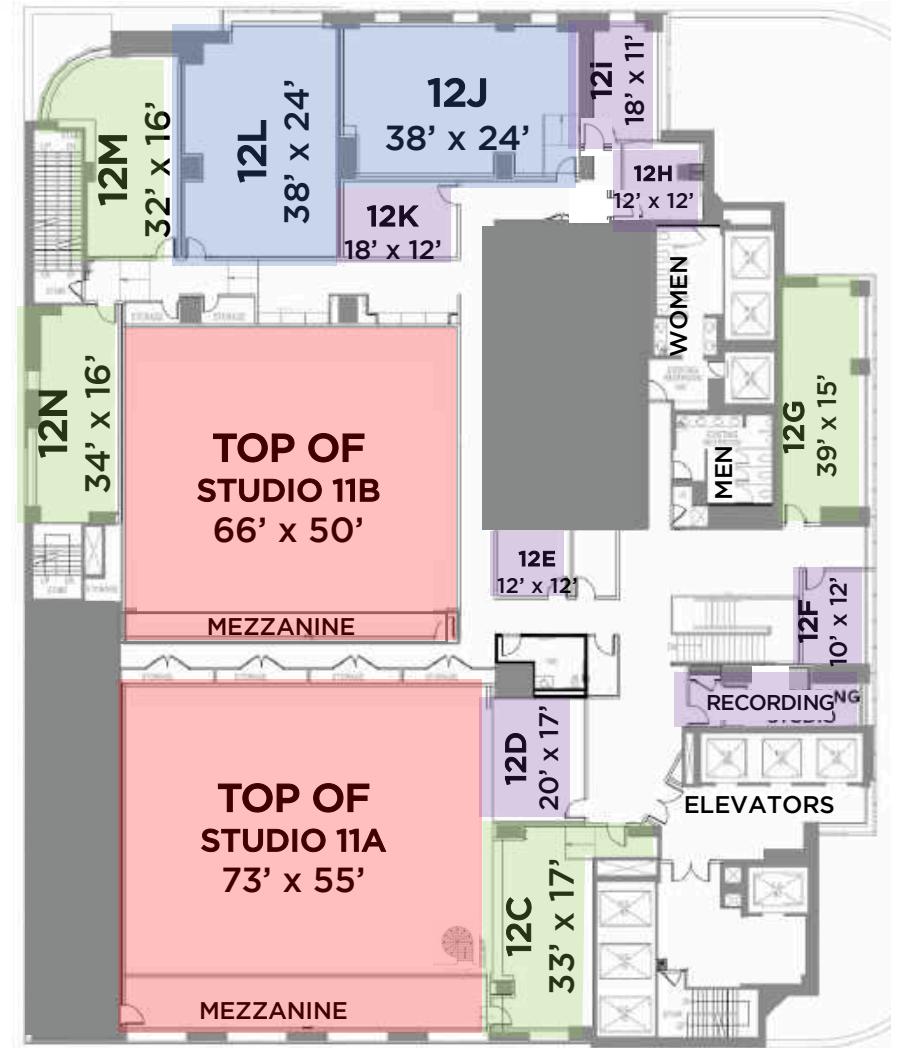 12M
32' x 16'
12L
38' x 24'
12J
38' x 24'
12i
18' x 11'
12H
12' x 12'
12K
18' x 12'
WOMEN
12N
34' x 16'
TOP OF
STUDIO 11B
66' x 50'
MEZZANINE
MEN
12G
39' x 15'
12E
12' x 12'
12F
10' x 12'
RECORDING
12D
20' x 17'
ELEVATORS
TOP OF
STUDIO 11A
73' x 55'
MEZZANINE
12C
33' x 17'